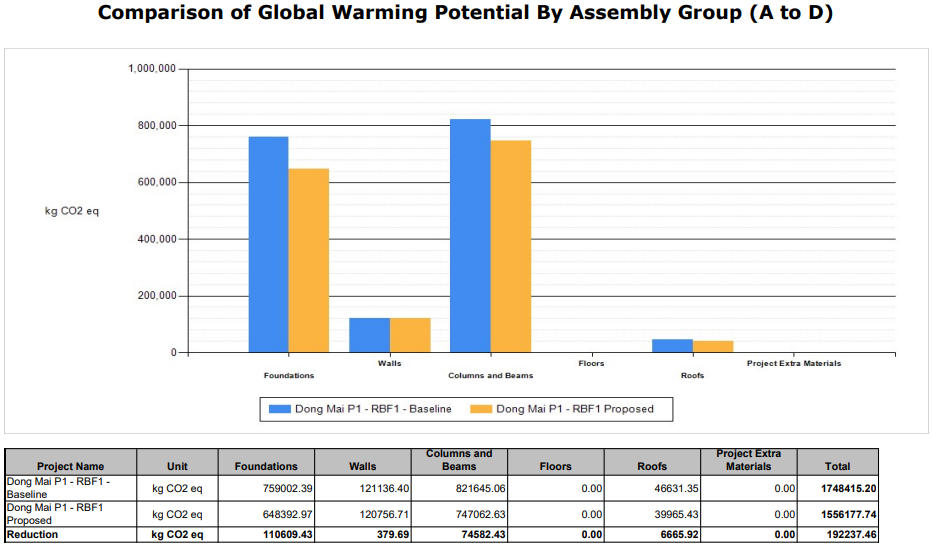 Comparison of Global Warming Potential By Assembly Group (A to D)
1,000,000
800,000
600,000
kg CO2 eq
400,000
200,000
0
Foundations
Walls
Columns and Beams
Floors
Roofs
Project Extra Materials
Dong Mai P1 - RBF1 - Baseline Dong Mai P1 - RBF1 Proposed
Project Name Unit Foundations Walls Columns and Beams Floors Roofs Project Extra Materials Total
Dong Mai P1 - RBF1 - Baseline kg CO2 eq 759002.39 121136.40 821645.06 0.00 46631.35 0.00 1748415.20
Dong Mai P1 - RBF1 Proposed kg CO2 eq 648392.97 120756.71 747062.63 0.00 39965.43 0.00 1556177.74
Reduction kg CO2 eq 110609.43 379.69 74582.43 0.00 6665.92 0.00 192237.46